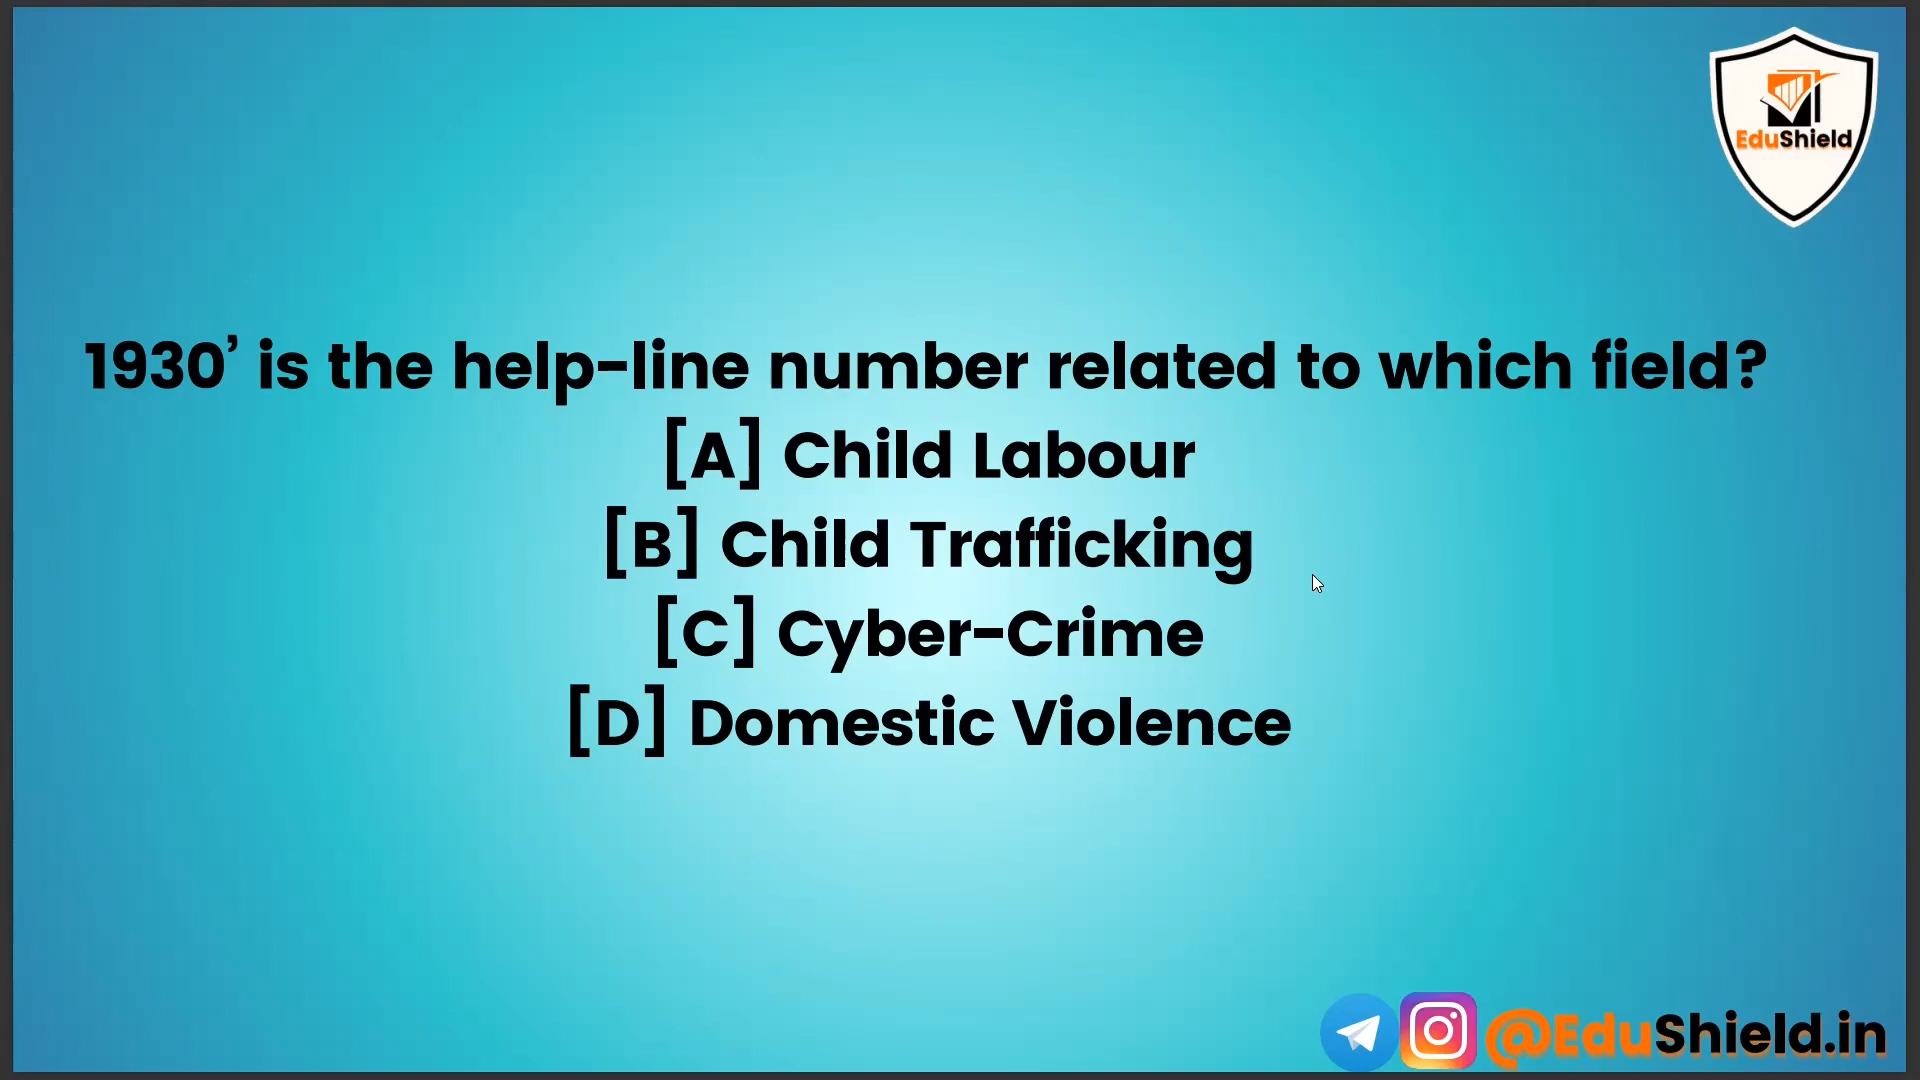 EduShield
1930’ is the help-line number related to which field?
[A] Child Labour
[B] Child Trafficking
[C] Cyber-Crime
[D] Domestic Violence
@EduShield.in